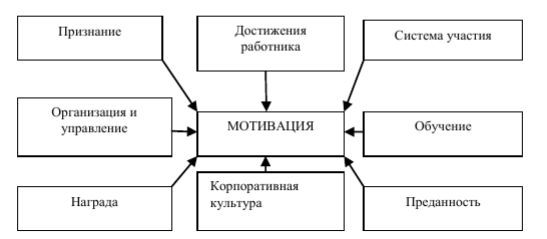 Признание
Достижения
работника
Система участия
Организация и
управление
МОТИВАЦИЯ
Обучение
Награда
Корпоративная
культура
Преданность